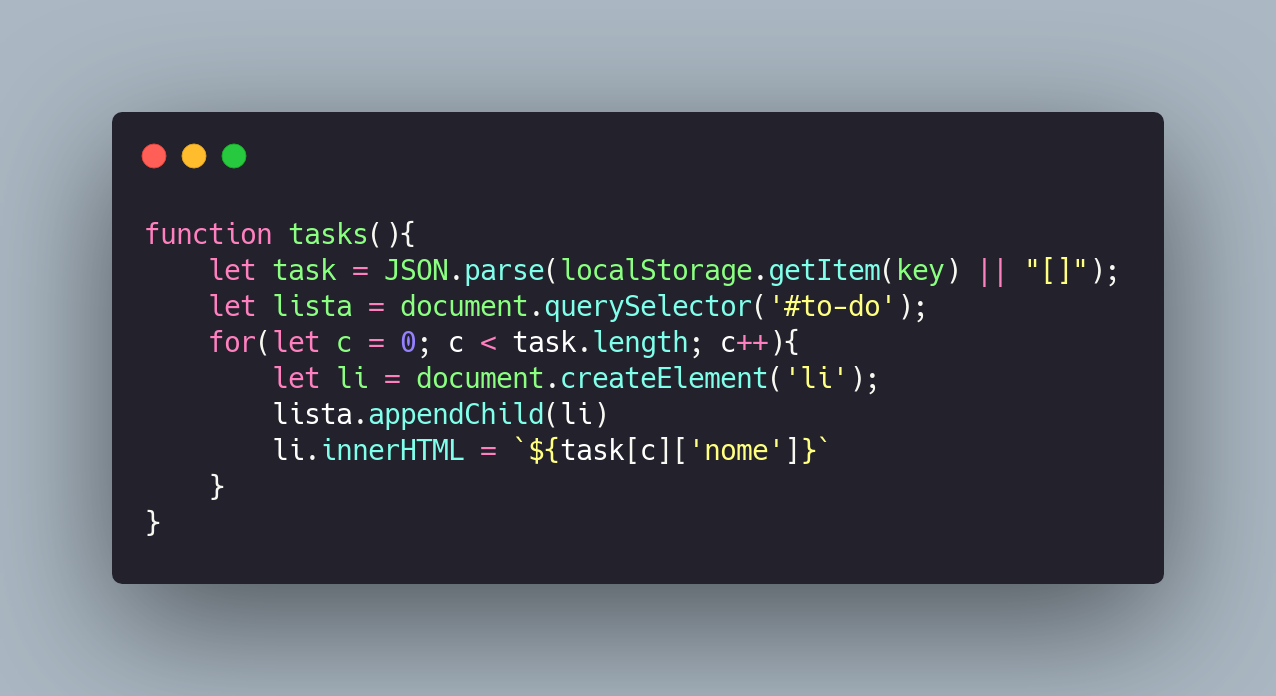 function tasks(){
    let task = JSON.parse(localStorage.getItem(key) || "[]");
    let lista = document.querySelector('#to-do');
    for(let c = 0; c < task.length; c++){
        let li = document.createElement('li');
        lista.appendChild(li)
        li.innerHTML = `${task[c]['nome']}`
    }
}